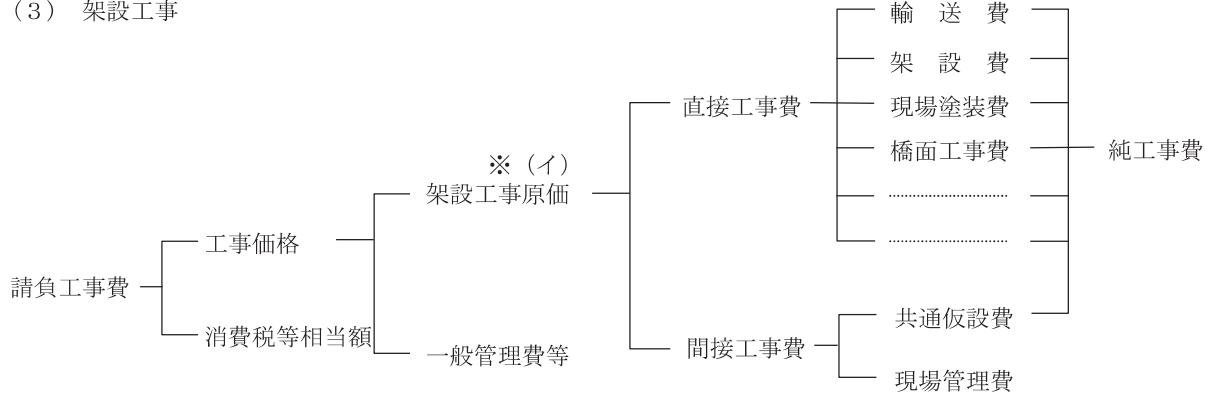 (3) 架設工事
輸 送 費
架 設 費
直接工事費
現場塗装費
橋面工事費
純工事費
※(イ)
架設工事原価
工事価格
請負工事費
共通仮設費
消費税等相当額
一般管理費等
間接工事費
現場管理費